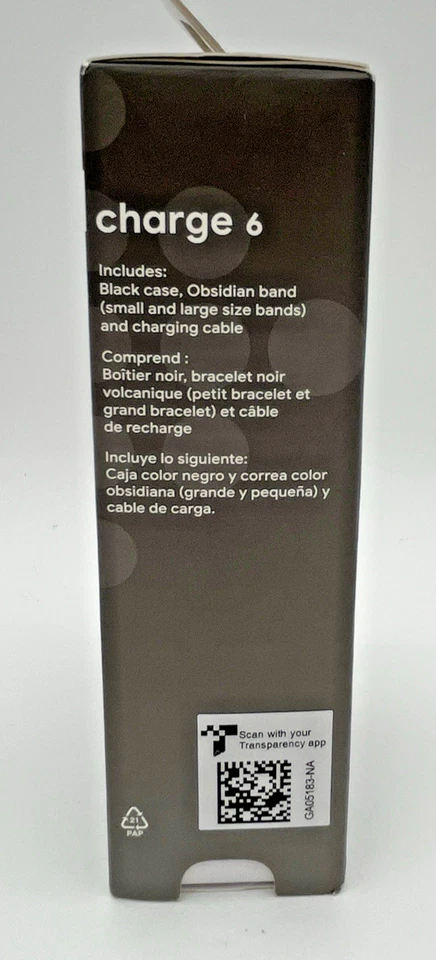 charge 6
Includes:
Black case, Obsidian band
(small and large size bands)
and charging cable
Comprend :
Boîtier noir, bracelet noir
volcanique (petit bracelet et
grand bracelet) et câble
de recharge
Incluye lo siguiente:
Caja color negro y correa color
obsidiana (grande y pequeña) y
cable de carga.
Scan with your
Transparency app
GA05183-NA
21
PAP